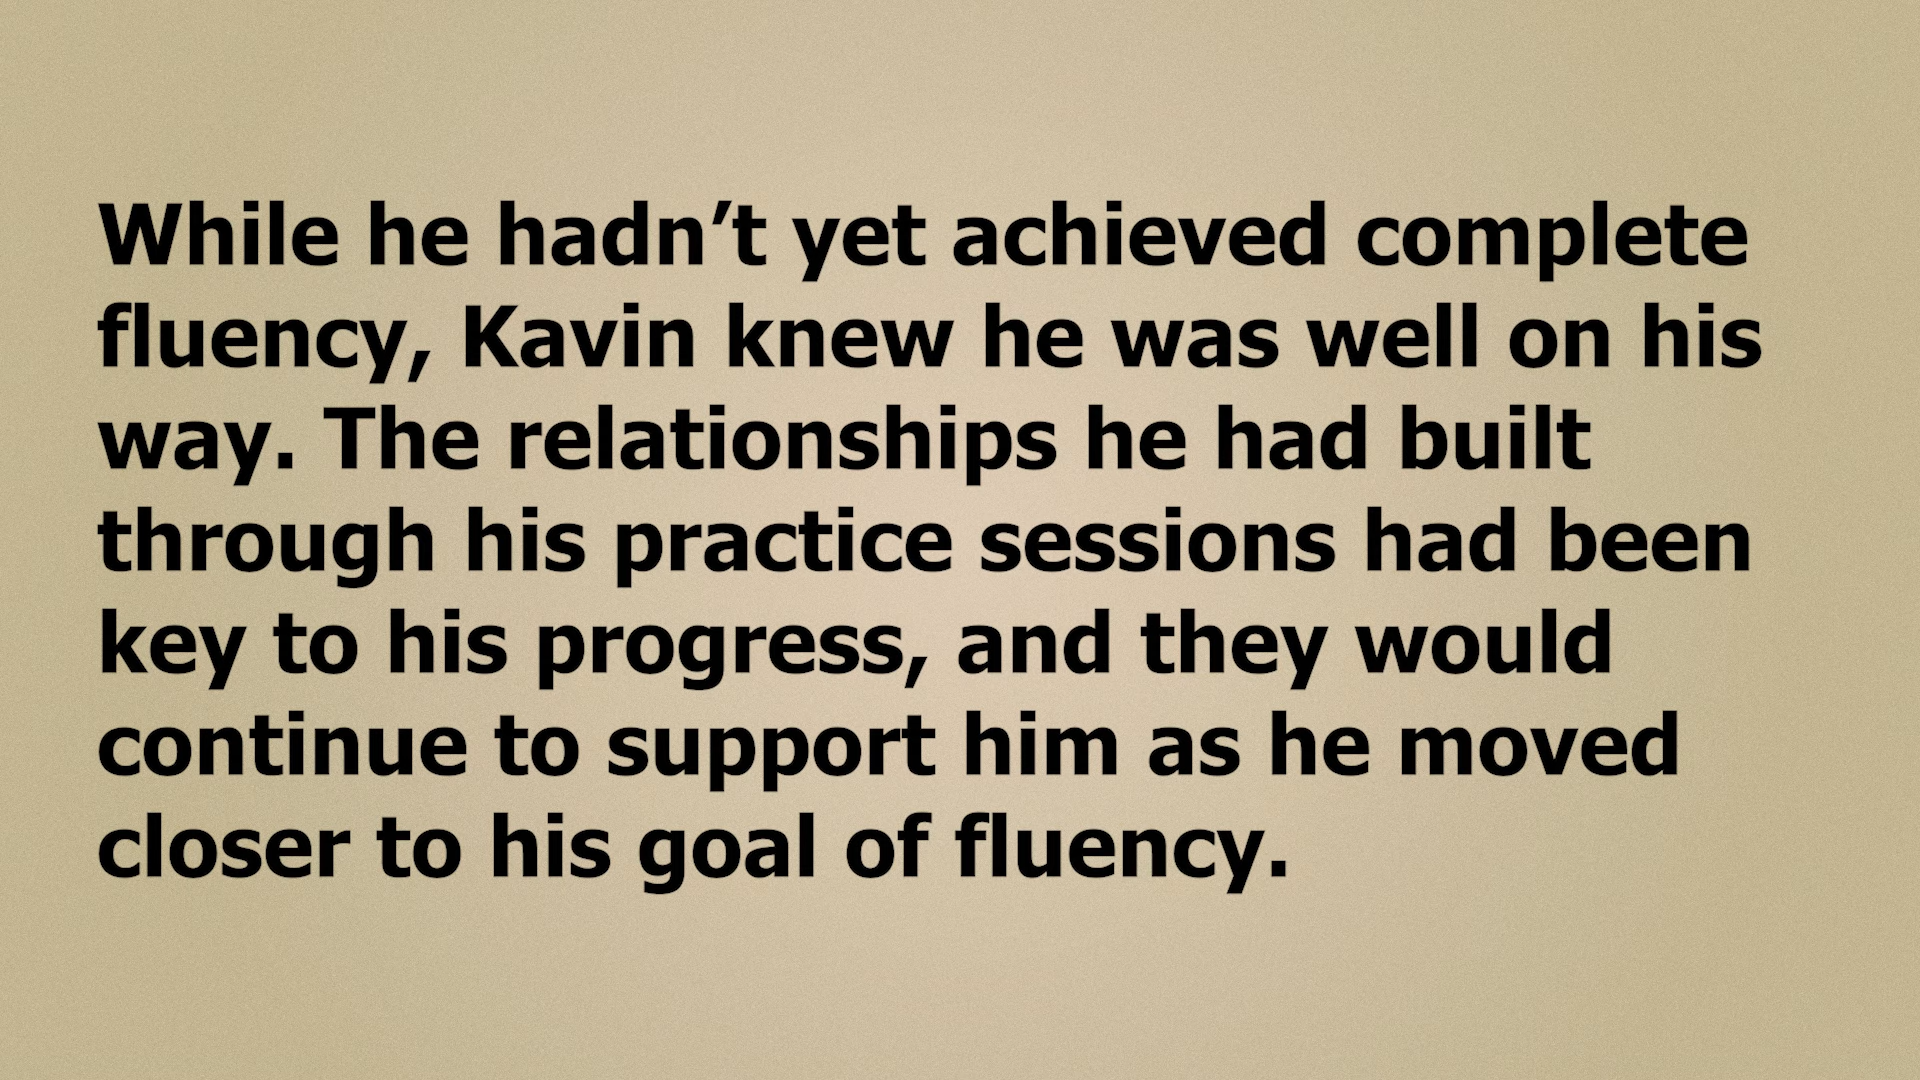 While he hadn’t yet achieved complete
fluency, Kavin knew he was well on his
way. The relationships he had built
through his practice sessions had been
key to his progress, and they would
continue to support him as he moved
closer to his goal of fluency.